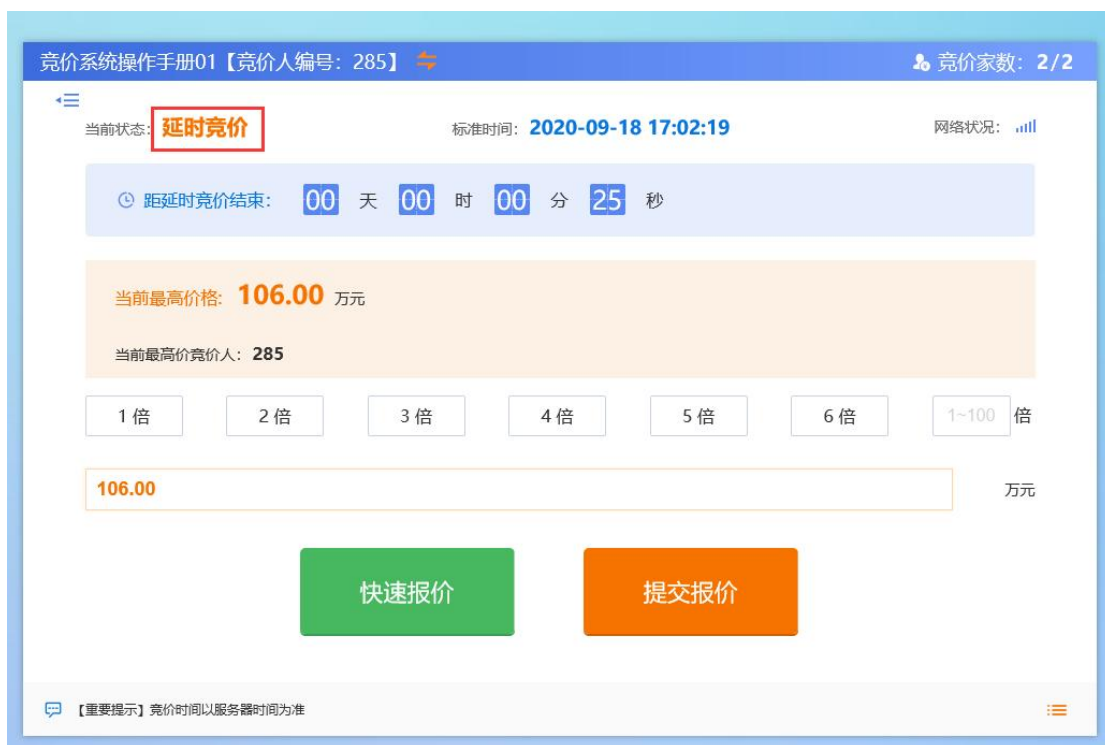 竞价系统操作手册01【竞价人编号：285】 竞价家数：2/2
当前状态：延时竞价 标准时间：2020-09-18 17:02:19 网络状况：
距延时竞价结束：00 天 00 时 00 分 25 秒
当前最高价格：106.00 万元
当前最高价竞价人：285
1 倍 2 倍 3 倍 4 倍 5 倍 6 倍 1~100 倍
106.00 万元
快速报价 提交报价
【重要提示】竞价时间以服务器时间为准